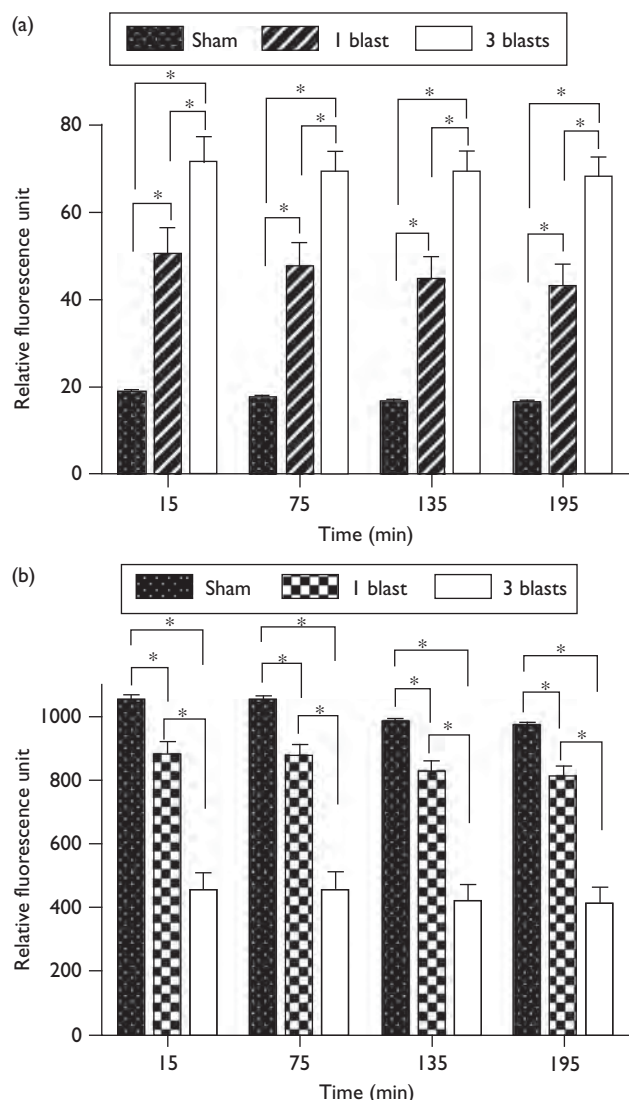 (a)
Sham 1 blast 3 blasts
* * * *
* * * *
* * * *
80
60
40
20
0
Relative fluorescence unit
15 75 135 195
Time (min)
(b)
Sham 1 blast 3 blasts
* * * *
* * * *
* * * *
1000
800
600
400
200
0
Relative fluorescence unit
15 75 135 195
Time (min)